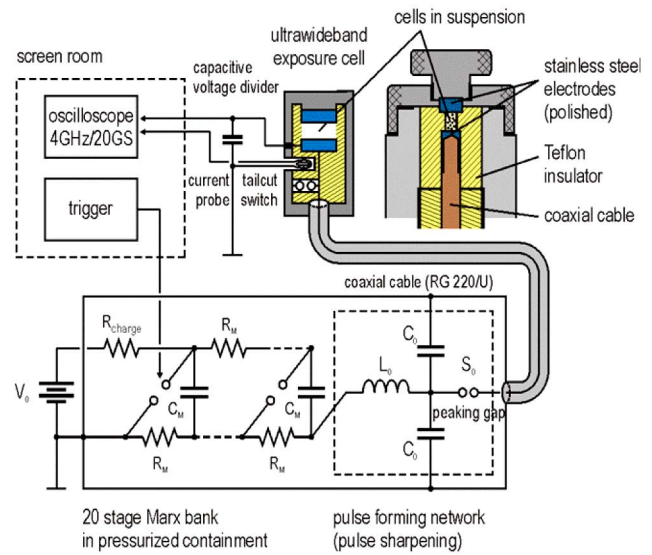 cells in suspension
ultrawideband
exposure cell
screen room
capacitive
voltage divider
stainless steel
electrodes
(polished)
oscilloscope
4GHz/20GS
Teflon
insulator
current
probe
tailcut
switch
trigger
coaxial cable
coaxial cable (RG 220/U)
R charge
R M
C 0
L 0
S 0
V 0
C M
C M
peaking gap
C 0
R M
R M
20 stage Marx bank
in pressurized containment
pulse forming network
(pulse sharpening)